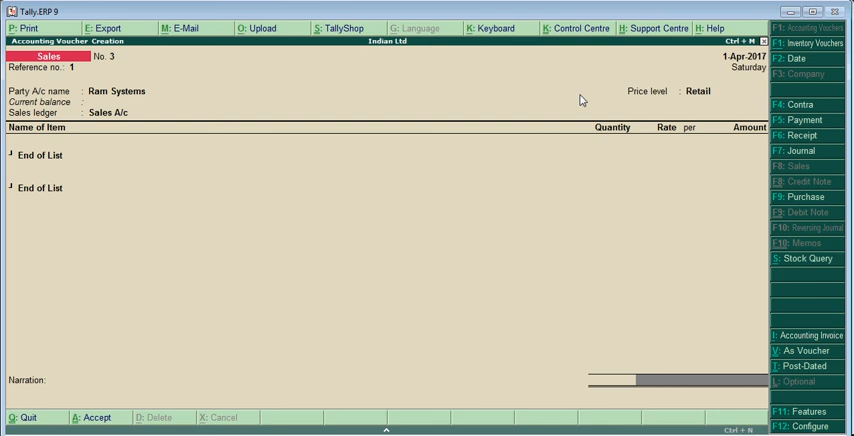 Tally.ERP 9
P: Print E: Export M: E-Mail O: Upload S: TallyShop G: Language K: Keyboard K: Control Centre H: Support Centre H: Help
Accounting Voucher Creation Indian Ltd Ctrl + M
Sales No. 3 1-Apr-2017
Reference no.: 1 Saturday
Party A/c name : Ram Systems Price level : Retail
Current balance :
Sales ledger : Sales A/c
Name of Item Quantity Rate per Amount
End of List
End of List
Narration:
Q: Quit A: Accept D: Delete X: Cancel
Ctrl + N
F1: Accounting Vouchers
F1: Inventory Vouchers
F2: Date
F3: Company
F4: Contra
F5: Payment
F6: Receipt
F7: Journal
F8: Sales
F8: Credit Note
F9: Purchase
F9: Debit Note
F10: Reversing Journal
F10: Memos
S: Stock Query
I: Accounting Invoice
V: As Voucher
T: Post-Dated
L: Optional
F11: Features
F12: Configure